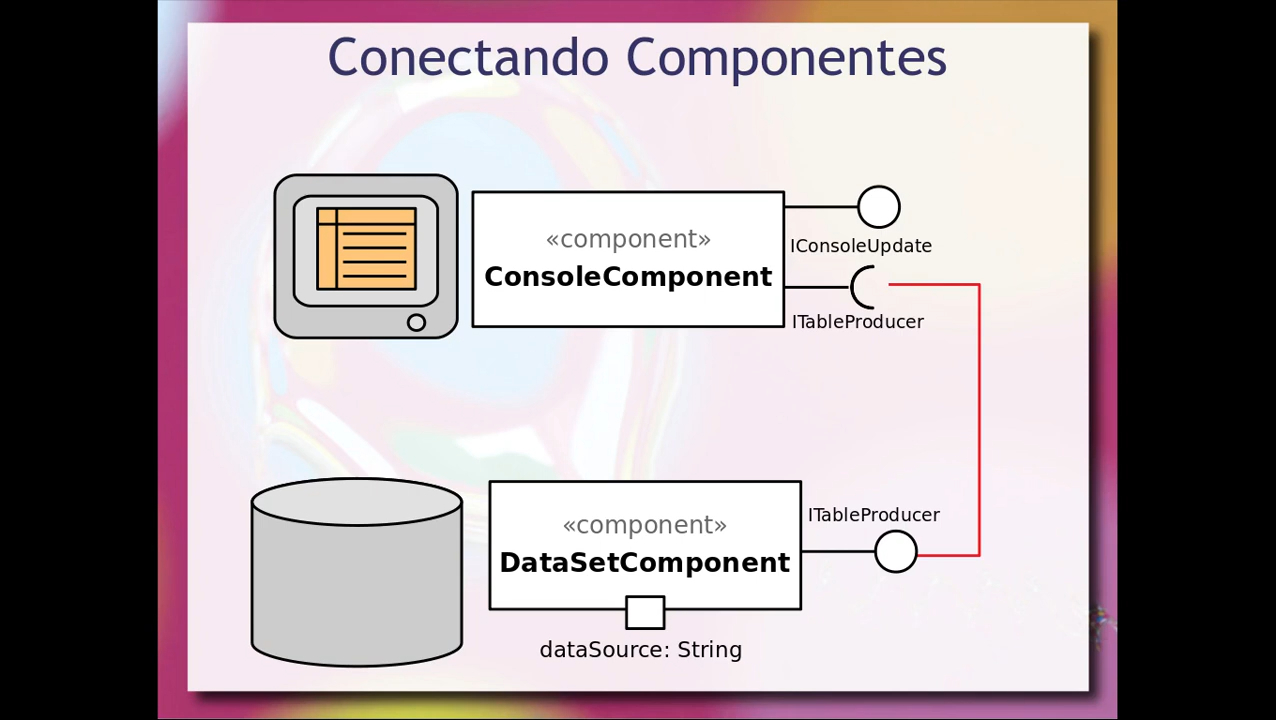 Conectando Componentes
«component»
ConsoleComponent
IConsoleUpdate
ITableProducer
«component»
DataSetComponent
ITableProducer
dataSource: String